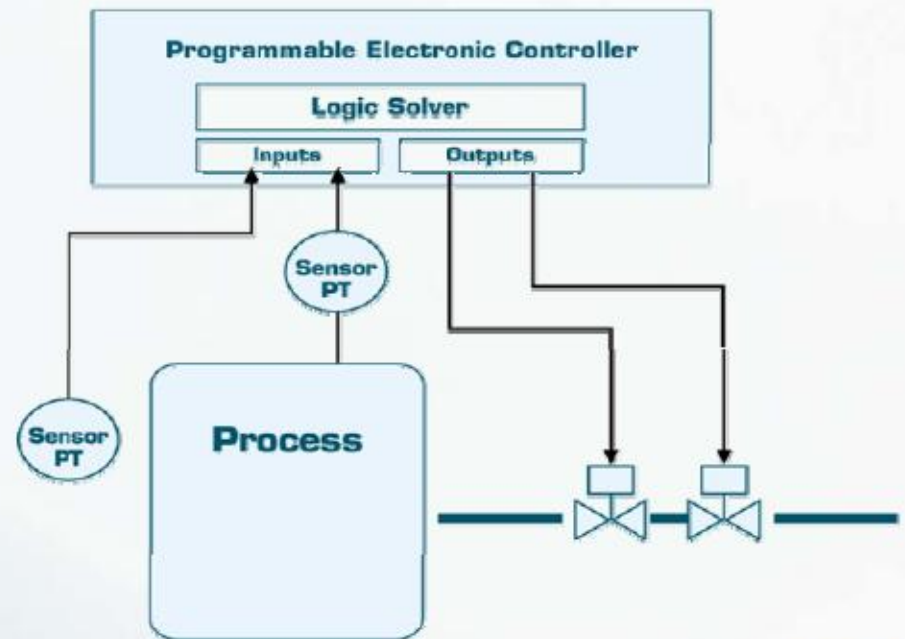 Programmable Electronic Controller
Logic Solver
Inputs
Outputs
Sensor
PT
Sensor
PT
Process